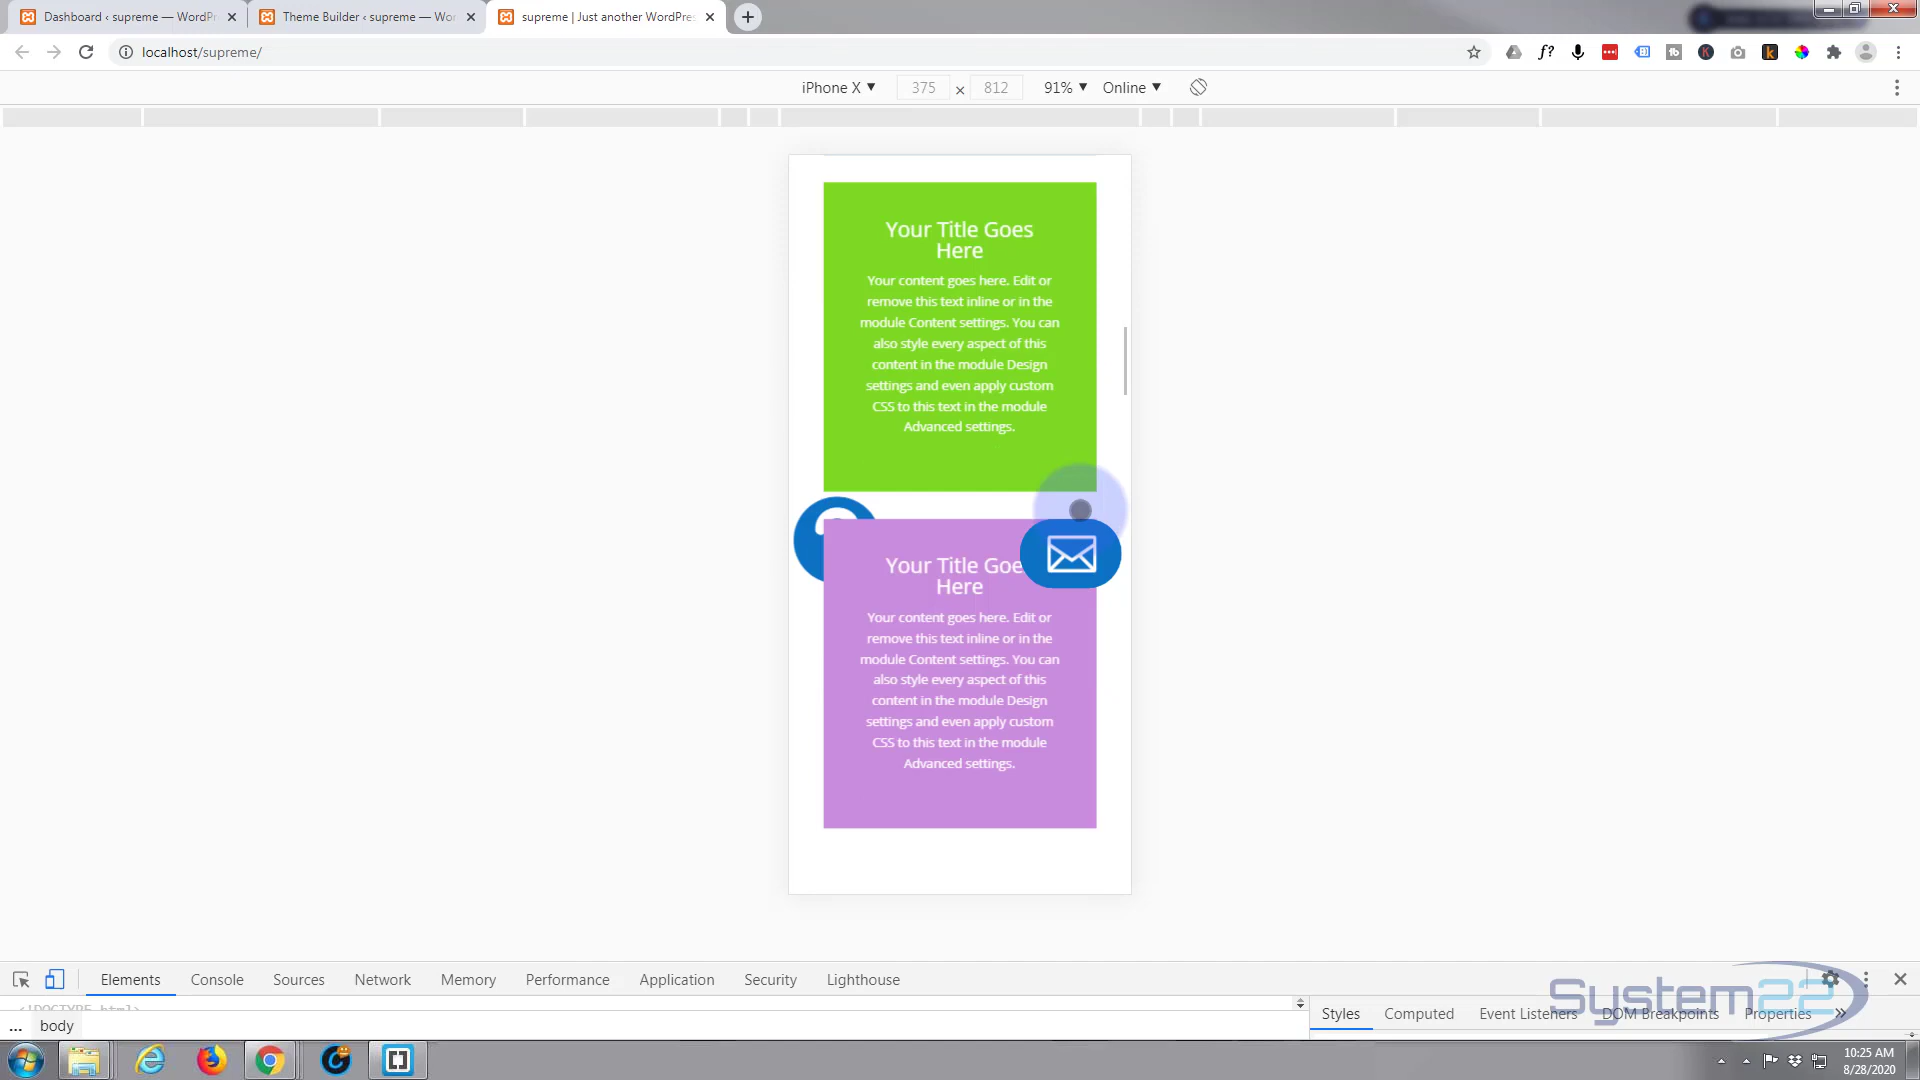 Dashboard ‹ supreme — WordPr
Theme Builder ‹ supreme — Wor
supreme | Just another WordPres
localhost/supreme/
iPhone X
375 × 812
91%
Online
Your Title Goes
Here
Your content goes here. Edit or
remove this text inline or in the
module Content settings. You can
also style every aspect of this
content in the module Design
settings and even apply custom
CSS to this text in the module
Advanced settings.
Your Title Goe
Here
Your content goes here. Edit or
remove this text inline or in the
module Content settings. You can
also style every aspect of this
content in the module Design
settings and even apply custom
CSS to this text in the module
Advanced settings.
Elements Console Sources Network Memory Performance Application Security Lighthouse
<!DOCTYPE html>
... body
Styles Computed Event Listeners DOM Breakpoints Properties
System22
10:25 AM
8/28/2020